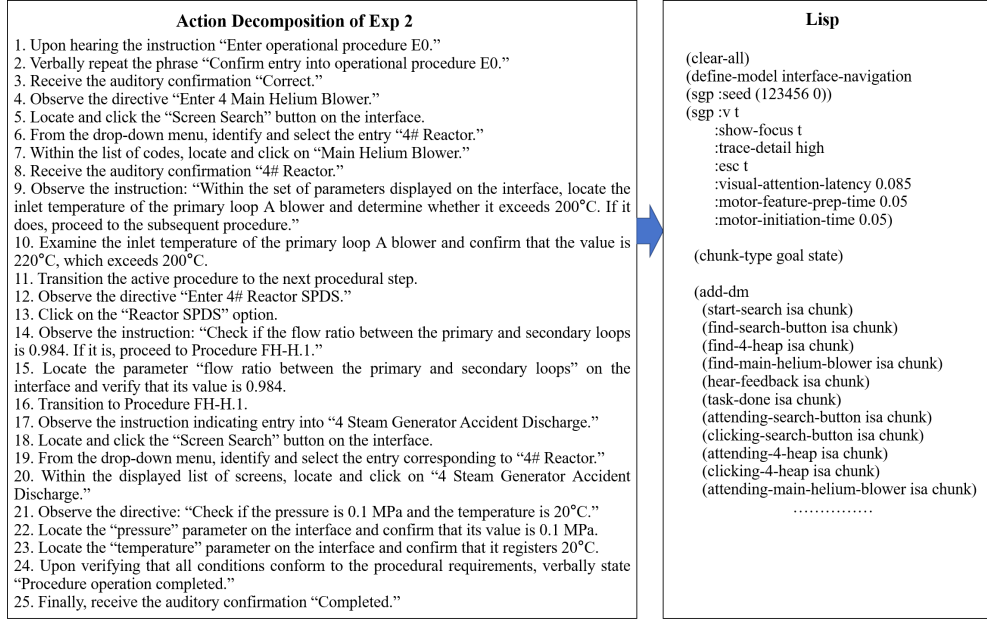 Action Decomposition of Exp 2
1. Upon hearing the instruction “Enter operational procedure E0.”
2. Verbally repeat the phrase “Confirm entry into operational procedure E0.”
3. Receive the auditory confirmation “Correct.”
4. Observe the directive “Enter 4 Main Helium Blower.”
5. Locate and click the “Screen Search” button on the interface.
6. From the drop-down menu, identify and select the entry “4# Reactor.”
7. Within the list of codes, locate and click on “Main Helium Blower.”
8. Receive the auditory confirmation “4# Reactor.”
9. Observe the instruction: “Within the set of parameters displayed on the interface, locate the
inlet temperature of the primary loop A blower and determine whether it exceeds 200°C. If it
does, proceed to the subsequent procedure.”
10. Examine the inlet temperature of the primary loop A blower and confirm that the value is
220°C, which exceeds 200°C.
11. Transition the active procedure to the next procedural step.
12. Observe the directive “Enter 4# Reactor SPDS.”
13. Click on the “Reactor SPDS” option.
14. Observe the instruction: “Check if the flow ratio between the primary and secondary loops
is 0.984. If it is, proceed to Procedure FH-H.1.”
15. Locate the parameter “flow ratio between the primary and secondary loops” on the
interface and verify that its value is 0.984.
16. Transition to Procedure FH-H.1.
17. Observe the instruction indicating entry into “4 Steam Generator Accident Discharge.”
18. Locate and click the “Screen Search” button on the interface.
19. From the drop-down menu, identify and select the entry corresponding to “4# Reactor.”
20. Within the displayed list of screens, locate and click on “4 Steam Generator Accident
Discharge.”
21. Observe the directive: “Check if the pressure is 0.1 MPa and the temperature is 20°C.”
22. Locate the “pressure” parameter on the interface and confirm that its value is 0.1 MPa.
23. Locate the “temperature” parameter on the interface and confirm that it registers 20°C.
24. Upon verifying that all conditions conform to the procedural requirements, verbally state
“Procedure operation completed.”
25. Finally, receive the auditory confirmation “Completed.”
Lisp
(clear-all)
(define-model interface-navigation
(sgp :seed (123456 0))
(sgp :v t
:show-focus t
:trace-detail high
:esc t
:visual-attention-latency 0.085
:motor-feature-prep-time 0.05
:motor-initiation-time 0.05)
(chunk-type goal state)
(add-dm
(start-search isa chunk)
(find-search-button isa chunk)
(find-4-heap isa chunk)
(find-main-helium-blower isa chunk)
(hear-feedback isa chunk)
(task-done isa chunk)
(attending-search-button isa chunk)
(clicking-search-button isa chunk)
(attending-4-heap isa chunk)
(clicking-4-heap isa chunk)
(attending-main-helium-blower isa chunk)
……………